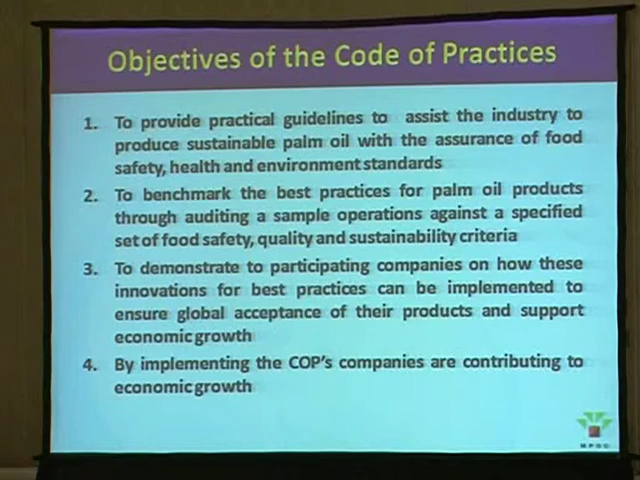 Objectives of the Code of Practices
1. To provide practical guidelines to assist the industry to
produce sustainable palm oil with the assurance of food
safety, health and environment standards
2. To benchmark the best practices for palm oil products
through auditing a sample operations against a specified
set of food safety, quality and sustainability criteria
3. To demonstrate to participating companies on how these
innovations for best practices can be implemented to
ensure global acceptance of their products and support
economic growth
4. By implementing the COP's companies are contributing to
economic growth